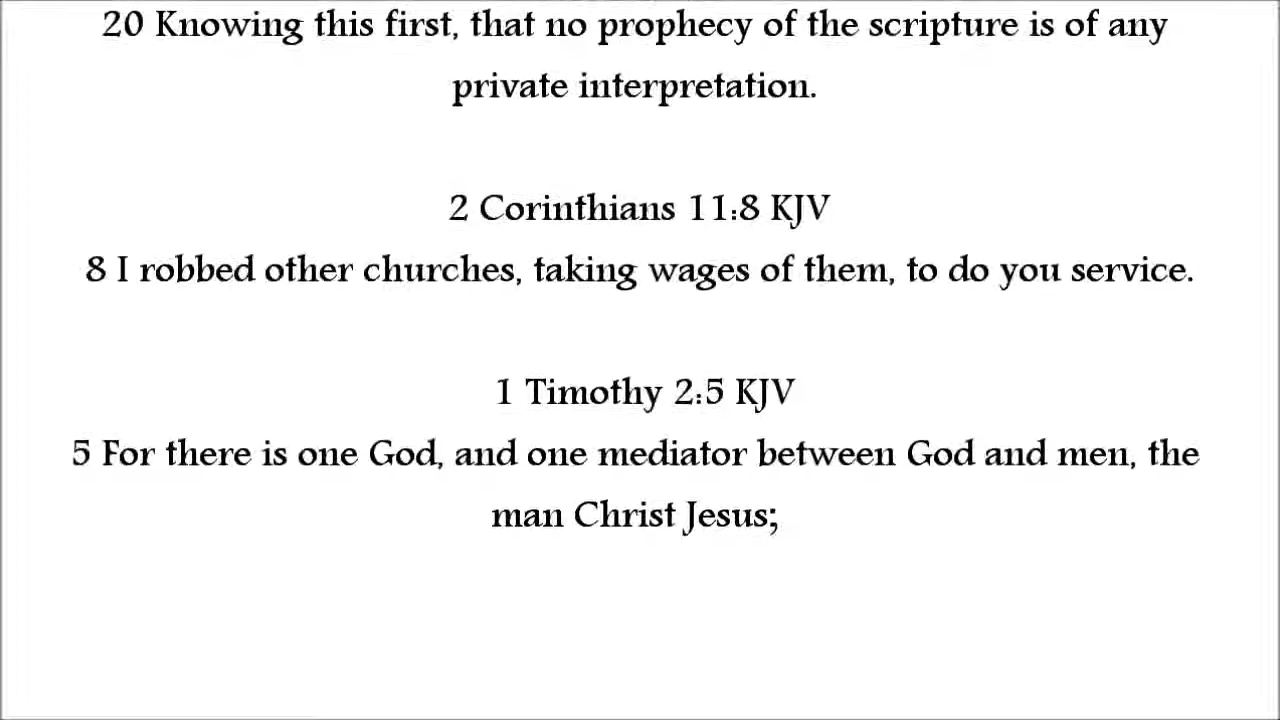 20 Knowing this first, that no prophecy of the scripture is of any
private interpretation.
2 Corinthians 11:8 KJV
8 I robbed other churches, taking wages of them, to do you service.
1 Timothy 2:5 KJV
5 For there is one God, and one mediator between God and men, the
man Christ Jesus;